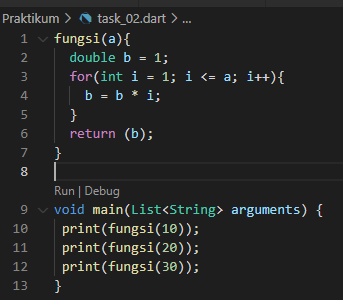 Praktikum > task_02.dart > ...
1 fungsi(a){
2 double b = 1;
3 for(int i = 1; i <= a; i++){
4 b = b * i;
5 }
6 return (b);
7 }
8
Run | Debug
9 void main(List<String> arguments) {
10 print(fungsi(10));
11 print(fungsi(20));
12 print(fungsi(30));
13 }